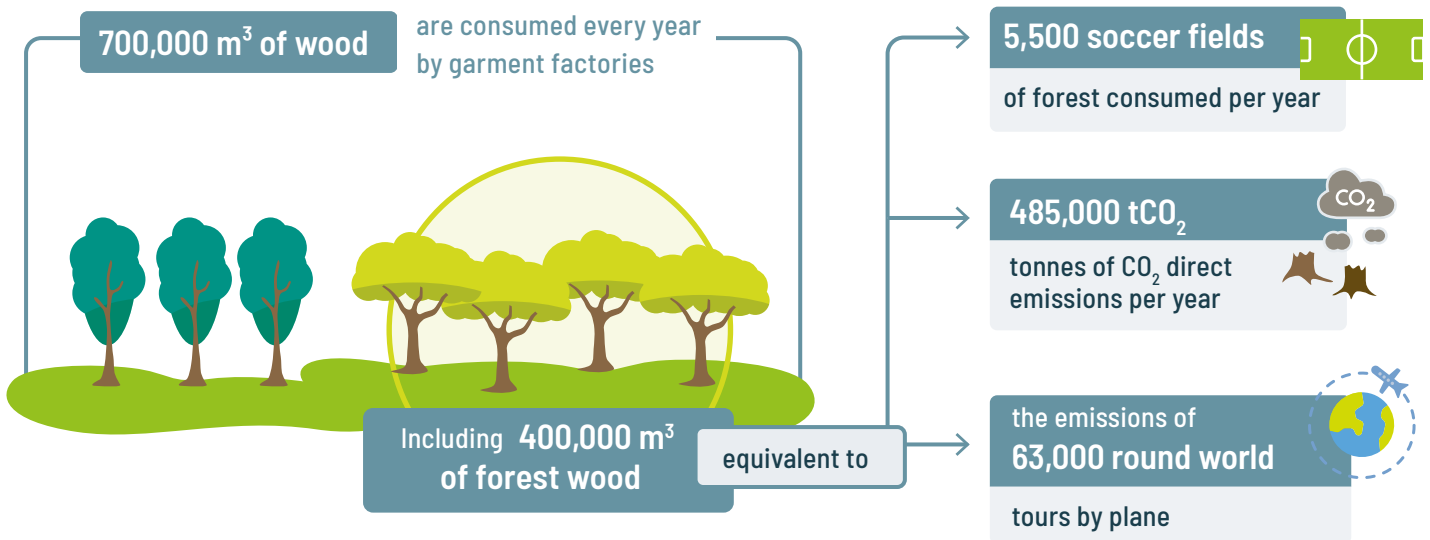 700,000 m³ of wood
are consumed every year
by garment factories
Including 400,000 m³
of forest wood
equivalent to
5,500 soccer fields
of forest consumed per year
485,000 tCO₂
CO₂
tonnes of CO₂ direct
emissions per year
the emissions of
63,000 round world
tours by plane